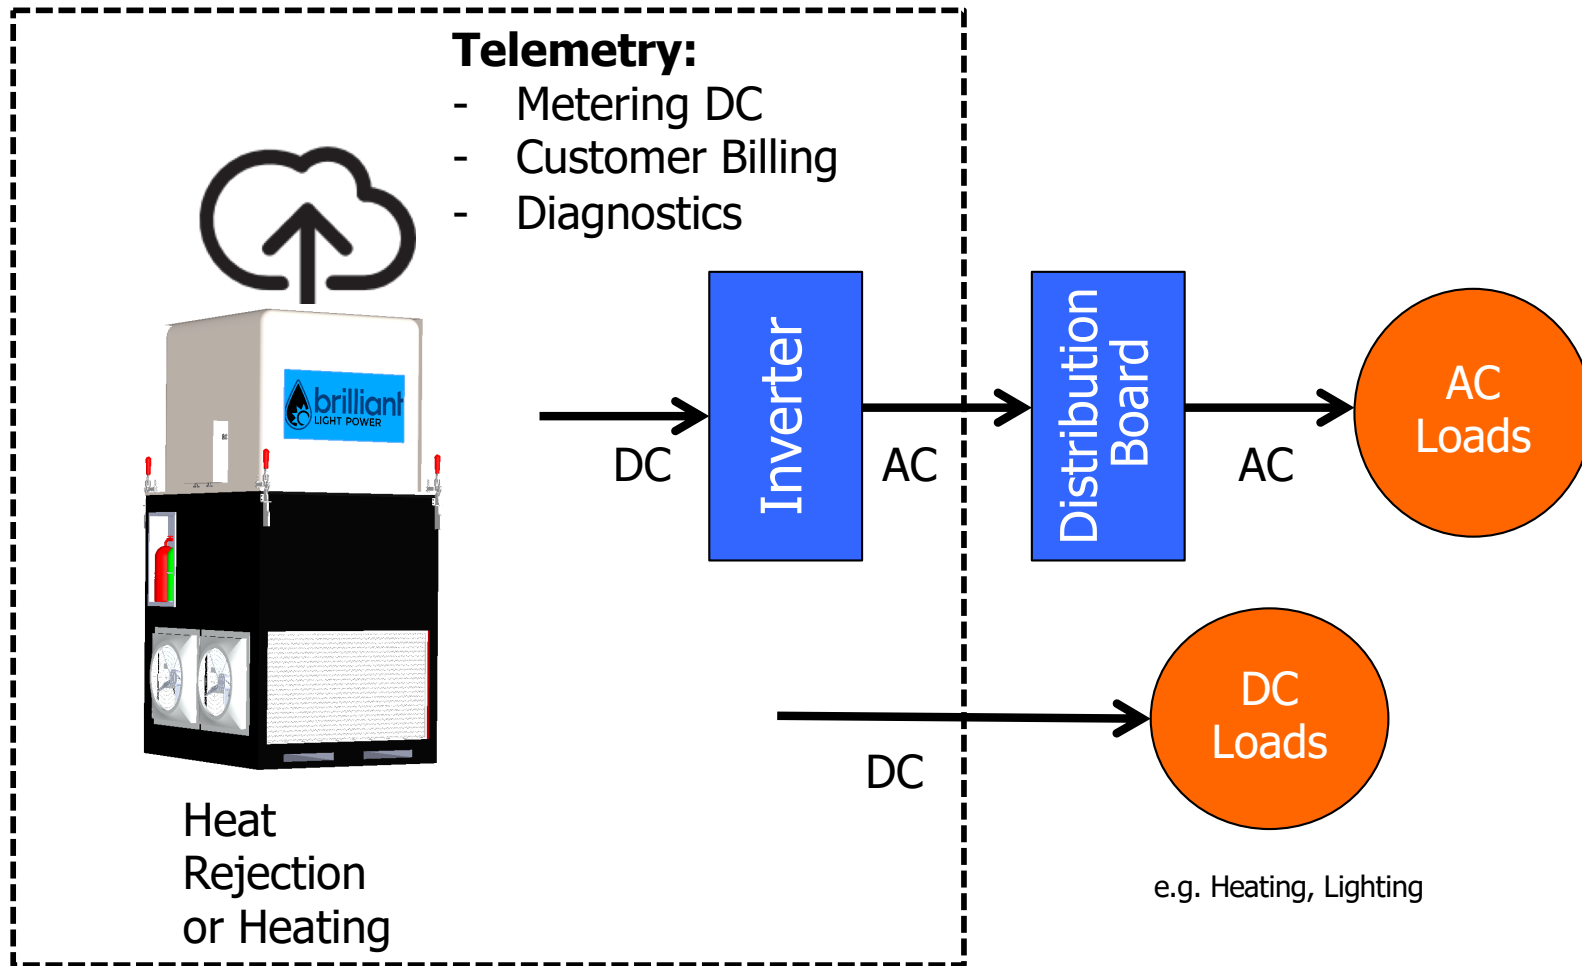 Telemetry:
- Metering DC
- Customer Billing
- Diagnostics
brilliant
LIGHT POWER
Inverter
Distribution
Board
AC
Loads
DC
AC
AC
DC
Loads
DC
Heat
Rejection
or Heating
e.g. Heating, Lighting